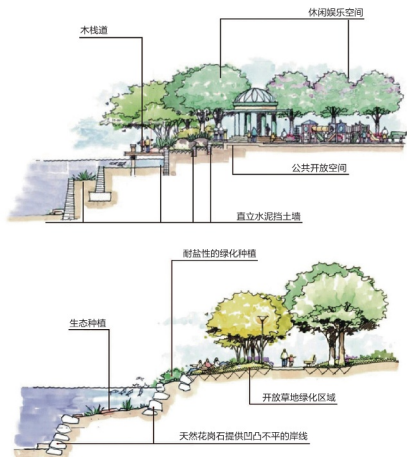 休闲娱乐空间
木栈道
公共开放空间
直立水泥挡土墙
耐盐性的绿化种植
生态种植
开放草地绿化区域
天然花岗石提供凹凸不平的岸线